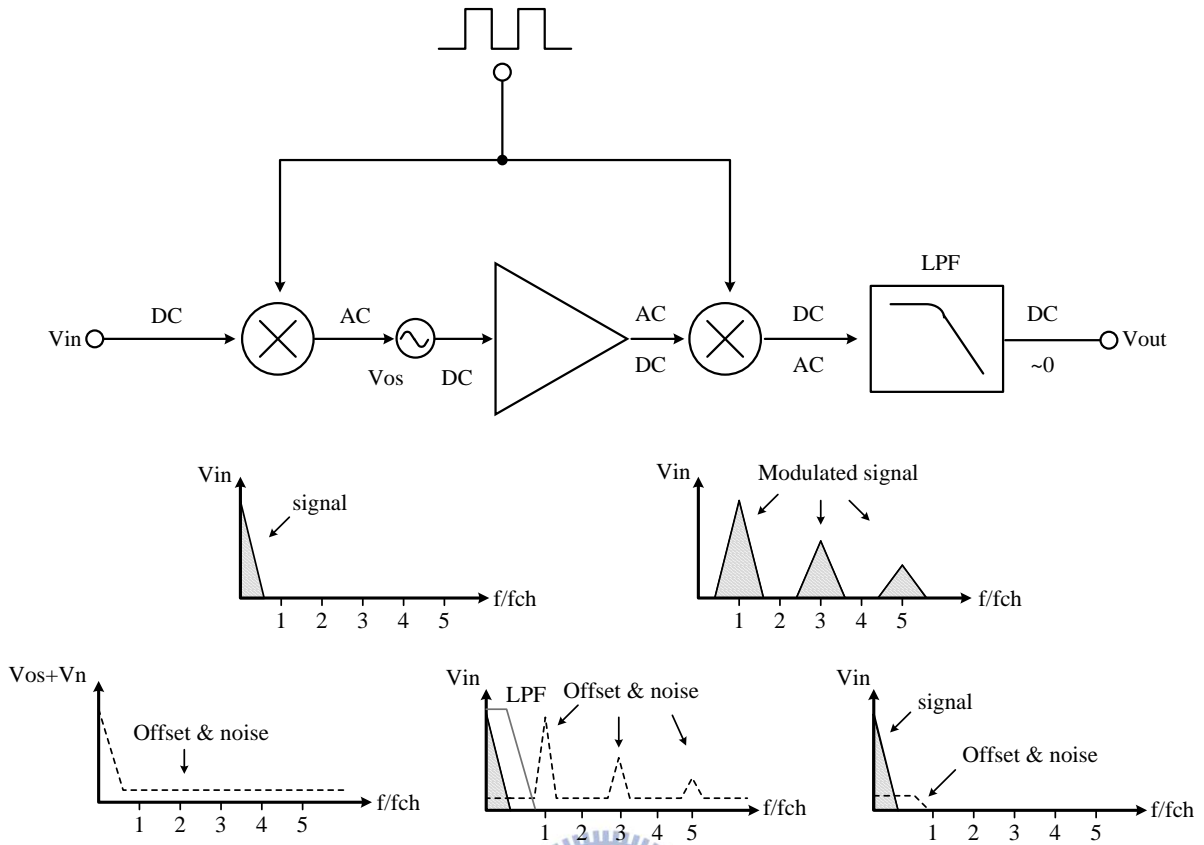 LPF
DC
AC
AC
DC
DC
Vin
Vout
Vos
DC
DC
AC
~0
Vin
signal
f/fch
1 2 3 4 5
Vin
Modulated signal
f/fch
1 2 3 4 5
Vos+Vn
Offset & noise
f/fch
1 2 3 4 5
Vin
LPF
Offset & noise
f/fch
1 2 3 4 5
Vin
signal
Offset & noise
f/fch
1 2 3 4 5